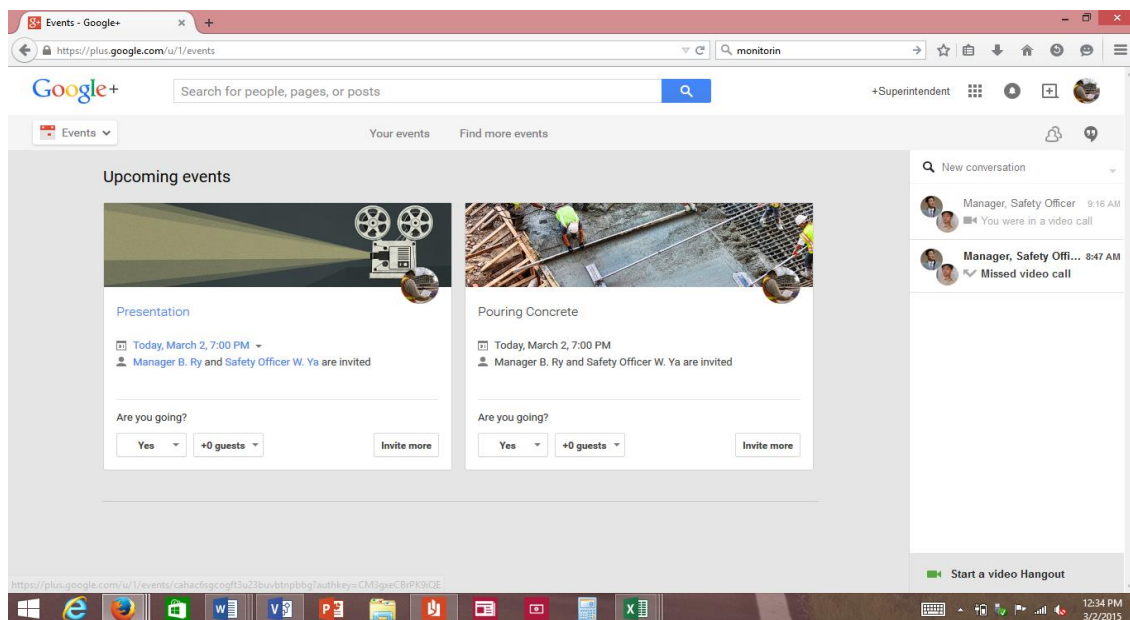 Events - Google+
https://plus.google.com/u/1/events
monitorin
Google+
Search for people, pages, or posts
+Superintendent
Events
Your events
Find more events
Upcoming events
Presentation
Today, March 2, 7:00 PM
Manager B. Ry and Safety Officer W. Ya are invited
Are you going?
Yes
+0 guests
Invite more
Pouring Concrete
Today, March 2, 7:00 PM
Manager B. Ry and Safety Officer W. Ya are invited
Are you going?
Yes
+0 guests
Invite more
New conversation
Manager, Safety Officer 9:16 AM
You were in a video call
Manager, Safety Offi... 8:47 AM
Missed video call
Start a video Hangout
12:34 PM
3/2/2015